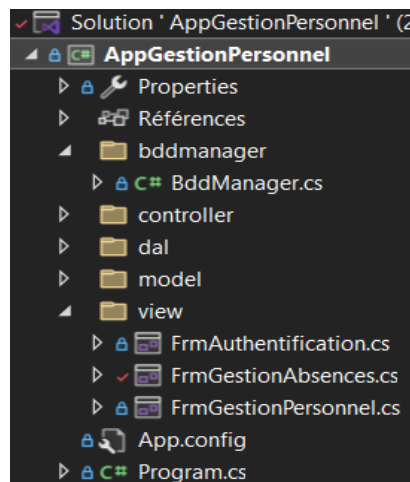 Solution ' AppGestionPersonnel ' (2
C# AppGestionPersonnel
Properties
Références
bddmanager
C# BddManager.cs
controller
dal
model
view
FrmAuthentification.cs
FrmGestionAbsences.cs
FrmGestionPersonnel.cs
App.config
C# Program.cs